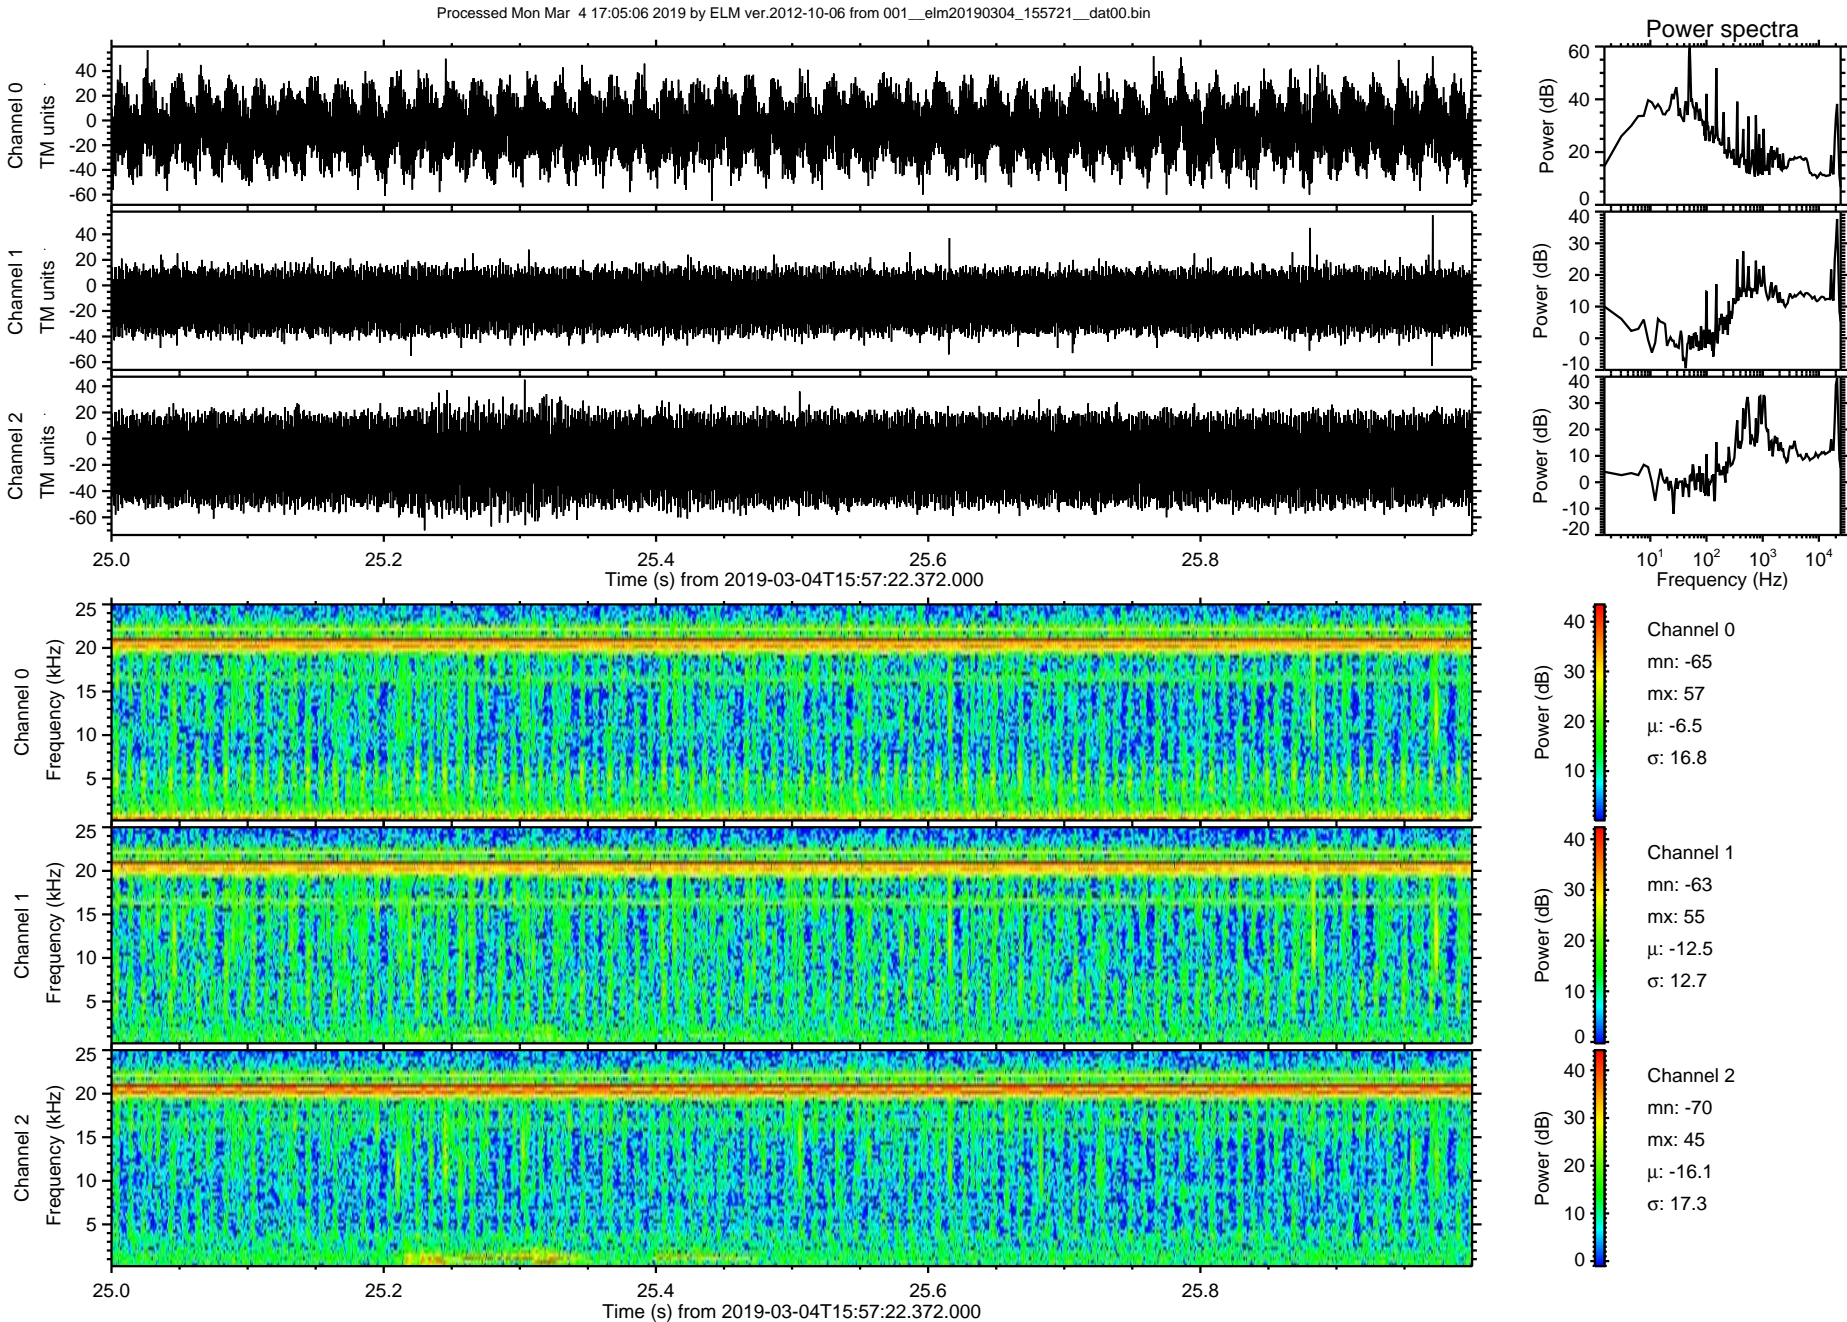 Processed Mon Mar 4 17:05:06 2019 by ELM ver.2012-10-06 from 001__elm20190304_155721__dat00.bin
Power spectra
Channel 0
TM units
40
20
0
-20
-40
-60
Power (dB)
60
40
20
0
Channel 1
TM units
40
20
0
-20
-40
-60
Power (dB)
40
30
20
10
0
-10
Channel 2
TM units
40
20
0
-20
-40
-60
Power (dB)
40
30
20
10
0
-10
-20
25.0 25.2 25.4 25.6 25.8
Time (s) from 2019-03-04T15:57:22.372.000
10^1 10^2 10^3 10^4
Frequency (Hz)
Channel 0
Frequency (kHz)
25
20
15
10
5
Power (dB)
40
30
20
10
Channel 0
mn: -65
mx: 57
μ: -6.5
σ: 16.8
Channel 1
Frequency (kHz)
25
20
15
10
5
Power (dB)
40
30
20
10
0
Channel 1
mn: -63
mx: 55
μ: -12.5
σ: 12.7
Channel 2
Frequency (kHz)
25
20
15
10
5
Power (dB)
40
30
20
10
0
Channel 2
mn: -70
mx: 45
μ: -16.1
σ: 17.3
25.0 25.2 25.4 25.6 25.8
Time (s) from 2019-03-04T15:57:22.372.000